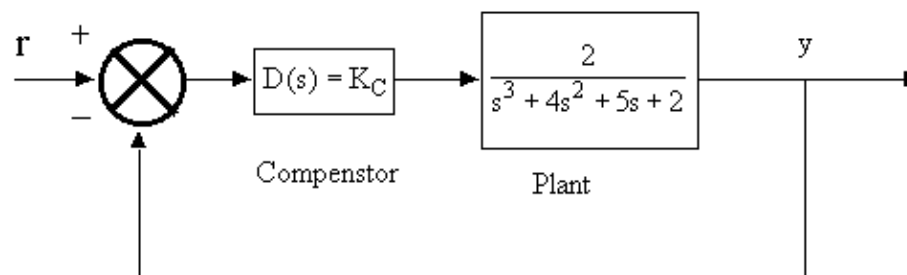 r
+
−
D(s) = K_C
2
s^3 + 4s^2 + 5s + 2
y
Compenstor
Plant